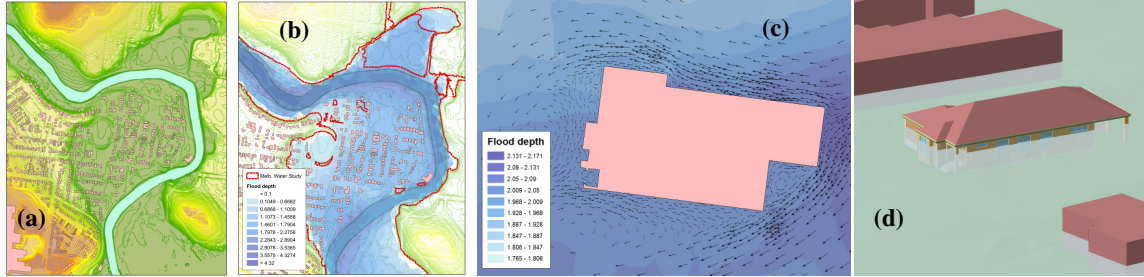 (a)
(b)
Melb. Water Study
Flood depth
< 0.1
0.1049 - 0.6682
0.6868 - 1.1008
1.1073 - 1.4568
1.4601 - 1.7904
1.7976 - 2.2756
2.2843 - 2.8904
2.9076 - 3.5365
3.5575 - 4.3274
> 4.32
(c)
Flood depth
2.131 - 2.171
2.09 - 2.131
2.05 - 2.09
2.009 - 2.05
1.968 - 2.009
1.928 - 1.968
1.887 - 1.928
1.847 - 1.887
1.806 - 1.847
1.765 - 1.806
(d)